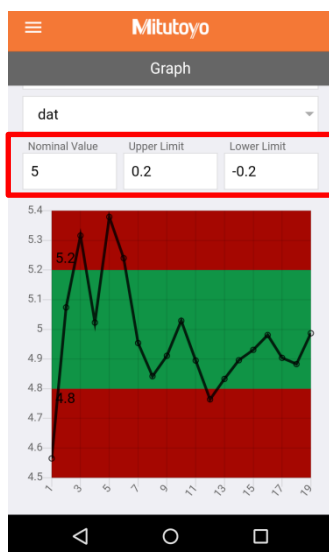 Mitutoyo
Graph
dat
Nominal Value Upper Limit Lower Limit
5 0.2 -0.2
5.4
5.3
5.2
5.2
5.1
5
4.9
4.8
4.8
4.7
4.6
4.5
1 3 5 7 9 11 13 15 17 19